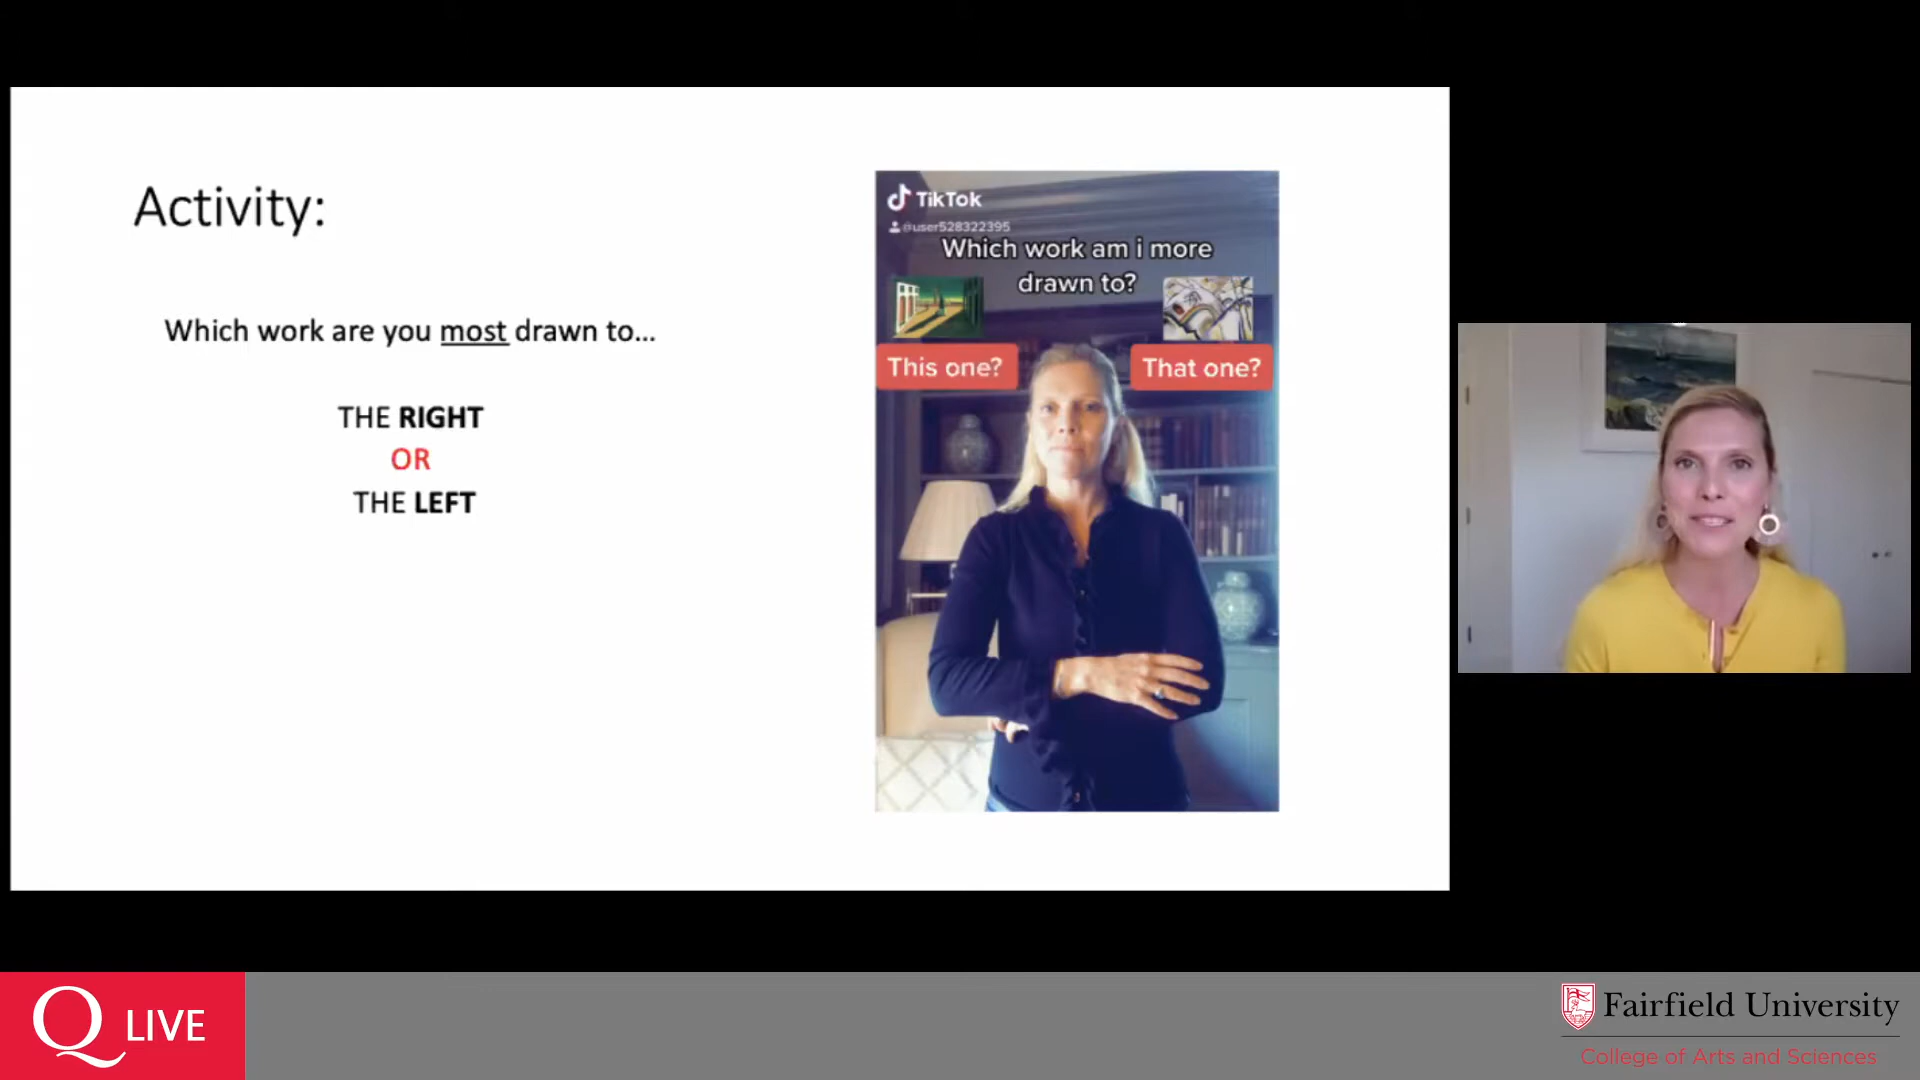 Activity:
Which work are you most drawn to...
THE RIGHT
OR
THE LEFT
TikTok
@user528322395
Which work am i more
drawn to?
This one?
That one?
Q LIVE
Fairfield University
College of Arts and Sciences